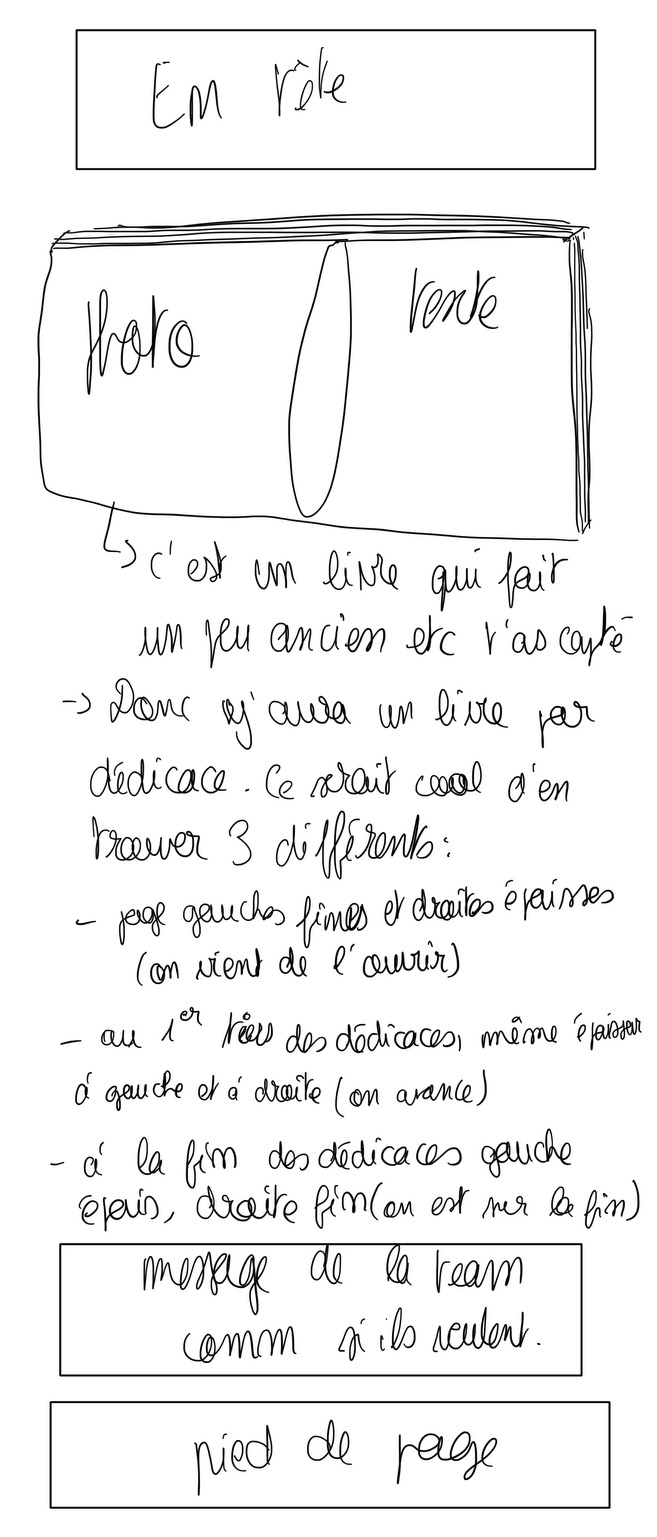 En tête
Photo
texte
↳ c'est un livre qui fait
un peu ancien etc t'as capté
-> Donc y'aura un livre par
dédicace. Ce serait cool d'en
trouver 3 différents :
- page gauches fines et droites épaisses
(on vient de l'ouvrir)
- au 1er tiers des dédicaces, même épaisseur
à gauche et à droite (on avance)
- à la fin des dédicaces gauche
épais, droite fin (on est sur la fin)
message de la team
comm si ils veulent.
pied de page